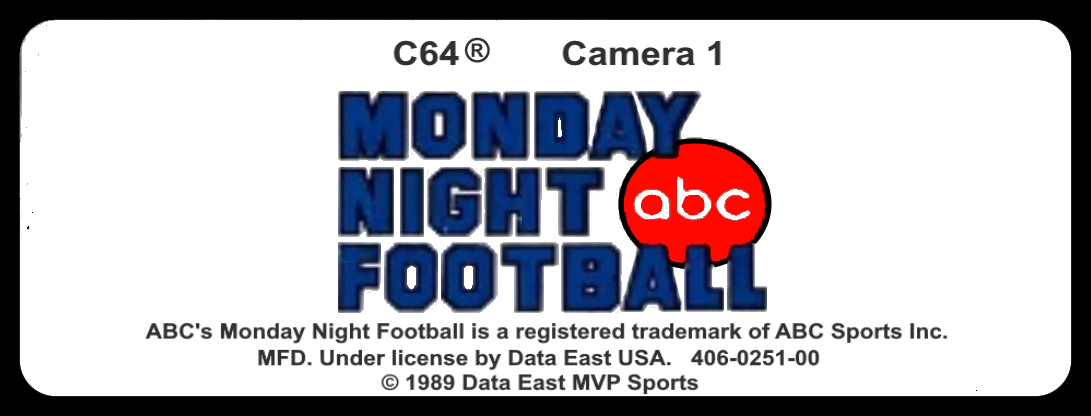 C64® Camera 1
MONDAY
NIGHT
abc
FOOTBALL
ABC's Monday Night Football is a registered trademark of ABC Sports Inc.
MFD. Under license by Data East USA. 406-0251-00
© 1989 Data East MVP Sports